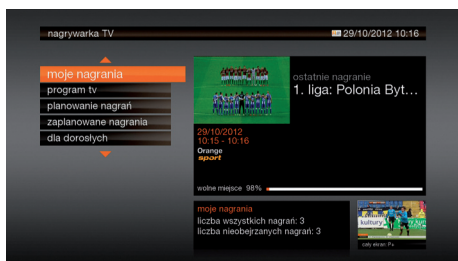 nagrywarka TV
29/10/2012 10:16
moje nagrania
program tv
planowanie nagrań
zaplanowane nagrania
dla dorosłych
ostatnie nagranie
1. liga: Polonia Byt...
29/10/2012
10:15 - 10:16
Orange
sport
wolne miejsce 98%
moje nagrania
liczba wszystkich nagrań: 3
liczba nieobejrzanych nagrań: 3
kultury
cały ekran: P+